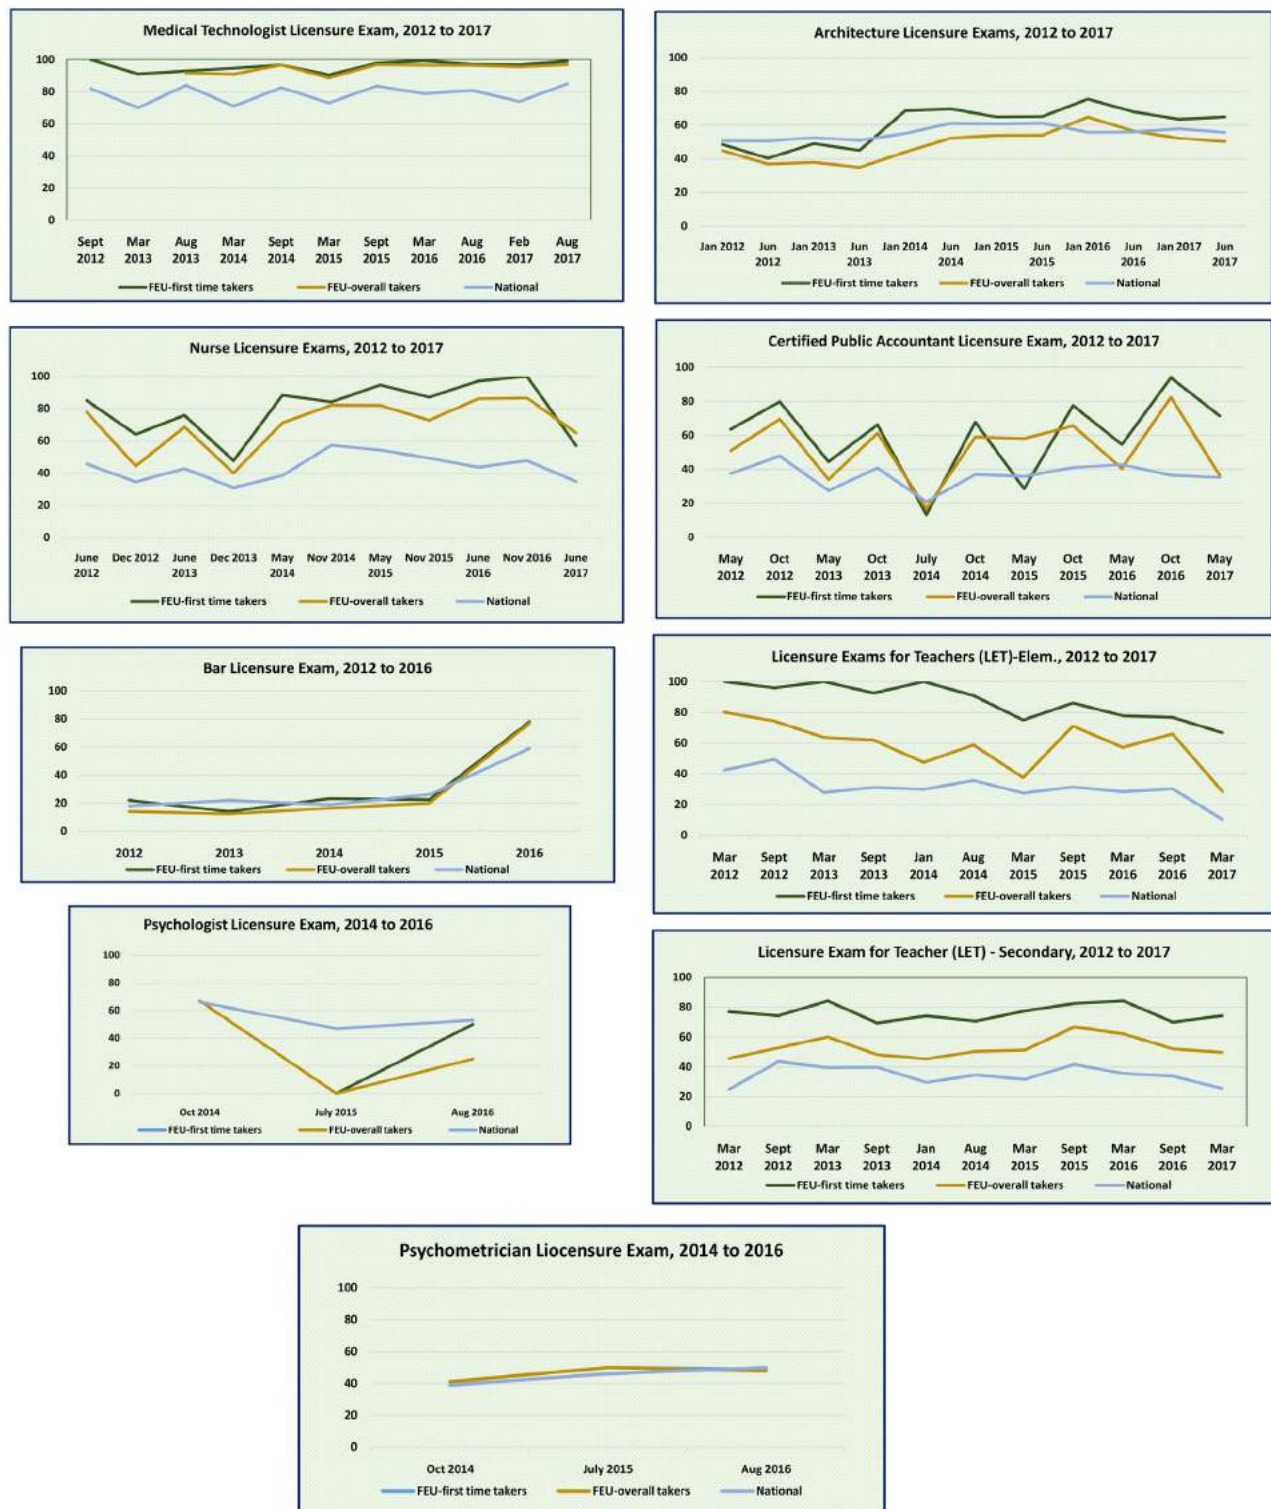 Medical Technologist Licensure Exam, 2012 to 2017
100
80
60
40
20
0
Sept 2012
Mar 2013
Aug 2013
Mar 2014
Sept 2014
Mar 2015
Sept 2015
Mar 2016
Aug 2016
Feb 2017
Aug 2017
FEU-first time takers
FEU-overall takers
National
Architecture Licensure Exams, 2012 to 2017
100
80
60
40
20
0
Jan 2012
Jun 2012
Jan 2013
Jun 2013
Jan 2014
Jun 2014
Jan 2015
Jun 2015
Jan 2016
Jun 2016
Jan 2017
Jun 2017
FEU-first time takers
FEU-overall takers
National
Nurse Licensure Exams, 2012 to 2017
100
80
60
40
20
0
June 2012
Dec 2012
June 2013
Dec 2013
May 2014
Nov 2014
May 2015
Nov 2015
June 2016
Nov 2016
June 2017
FEU-first time takers
FEU-overall takers
National
Certified Public Accountant Licensure Exam, 2012 to 2017
100
80
60
40
20
0
May 2012
Oct 2012
May 2013
Oct 2013
July 2014
Oct 2014
May 2015
Oct 2015
May 2016
Oct 2016
May 2017
FEU-first time takers
FEU-overall takers
National
Bar Licensure Exam, 2012 to 2016
100
80
60
40
20
0
2012
2013
2014
2015
2016
FEU-first time takers
FEU-overall takers
National
Licensure Exams for Teachers (LET)-Elem., 2012 to 2017
100
80
60
40
20
0
Mar 2012
Sept 2012
Mar 2013
Sept 2013
Jan 2014
Aug 2014
Mar 2015
Sept 2015
Mar 2016
Sept 2016
Mar 2017
FEU-first time takers
FEU-overall takers
National
Psychologist Licensure Exam, 2014 to 2016
100
80
60
40
20
0
Oct 2014
July 2015
Aug 2016
FEU-first time takers
FEU-overall takers
National
Licensure Exam for Teacher (LET) - Secondary, 2012 to 2017
100
80
60
40
20
0
Mar 2012
Sept 2012
Mar 2013
Sept 2013
Jan 2014
Aug 2014
Mar 2015
Sept 2015
Mar 2016
Sept 2016
Mar 2017
FEU-first time takers
FEU-overall takers
National
Psychometrician Liocensure Exam, 2014 to 2016
100
80
60
40
20
0
Oct 2014
July 2015
Aug 2016
FEU-first time takers
FEU-overall takers
National